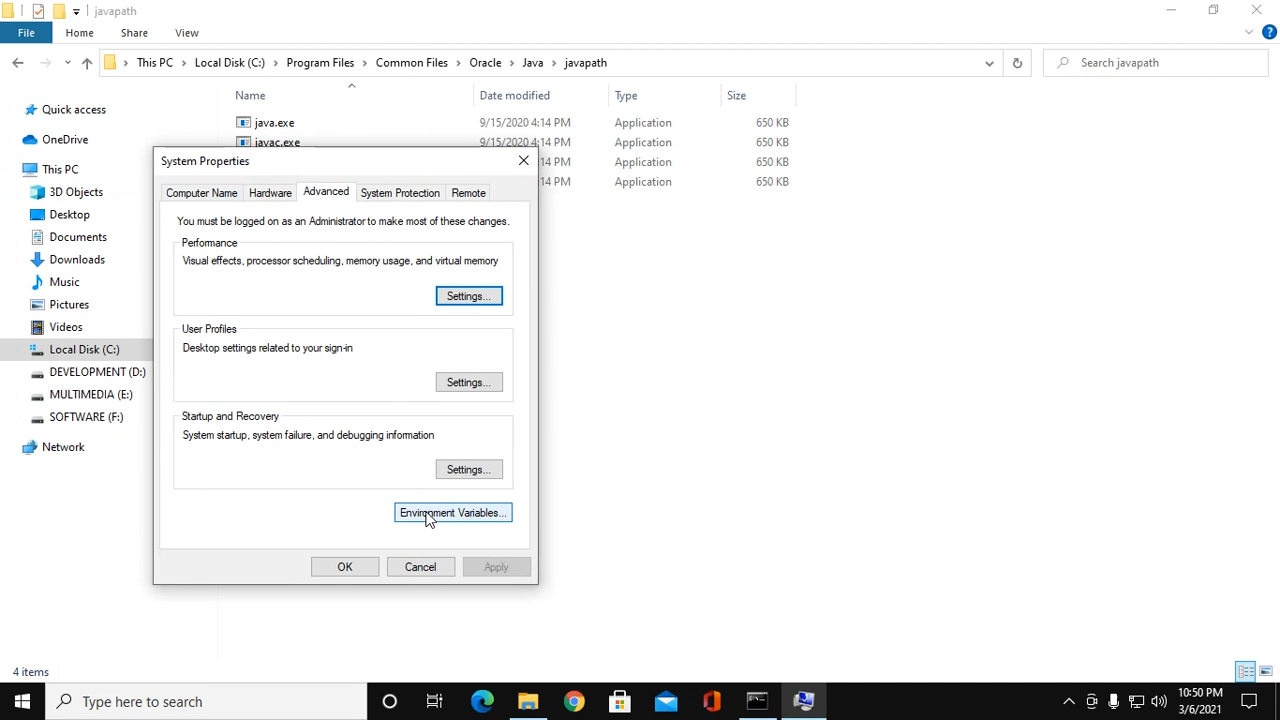 javapath
File
Home
Share
View
This PC
Local Disk (C:)
Program Files
Common Files
Oracle
Java
javapath
Search javapath
Name
Date modified
Type
Size
Quick access
OneDrive
This PC
3D Objects
Desktop
Documents
Downloads
Music
Pictures
Videos
Local Disk (C:)
DEVELOPMENT (D:)
MULTIMEDIA (E:)
SOFTWARE (F:)
Network
java.exe 9/15/2020 4:14 PM Application 650 KB
javac.exe 9/15/2020 4:14 PM Application 650 KB
:14 PM Application 650 KB
:14 PM Application 650 KB
System Properties
Computer Name
Hardware
Advanced
System Protection
Remote
You must be logged on as an Administrator to make most of these changes.
Performance
Visual effects, processor scheduling, memory usage, and virtual memory
Settings...
User Profiles
Desktop settings related to your sign-in
Settings...
Startup and Recovery
System startup, system failure, and debugging information
Settings...
Environment Variables...
OK
Cancel
Apply
4 items
Type here to search
10:50 PM
3/6/2021